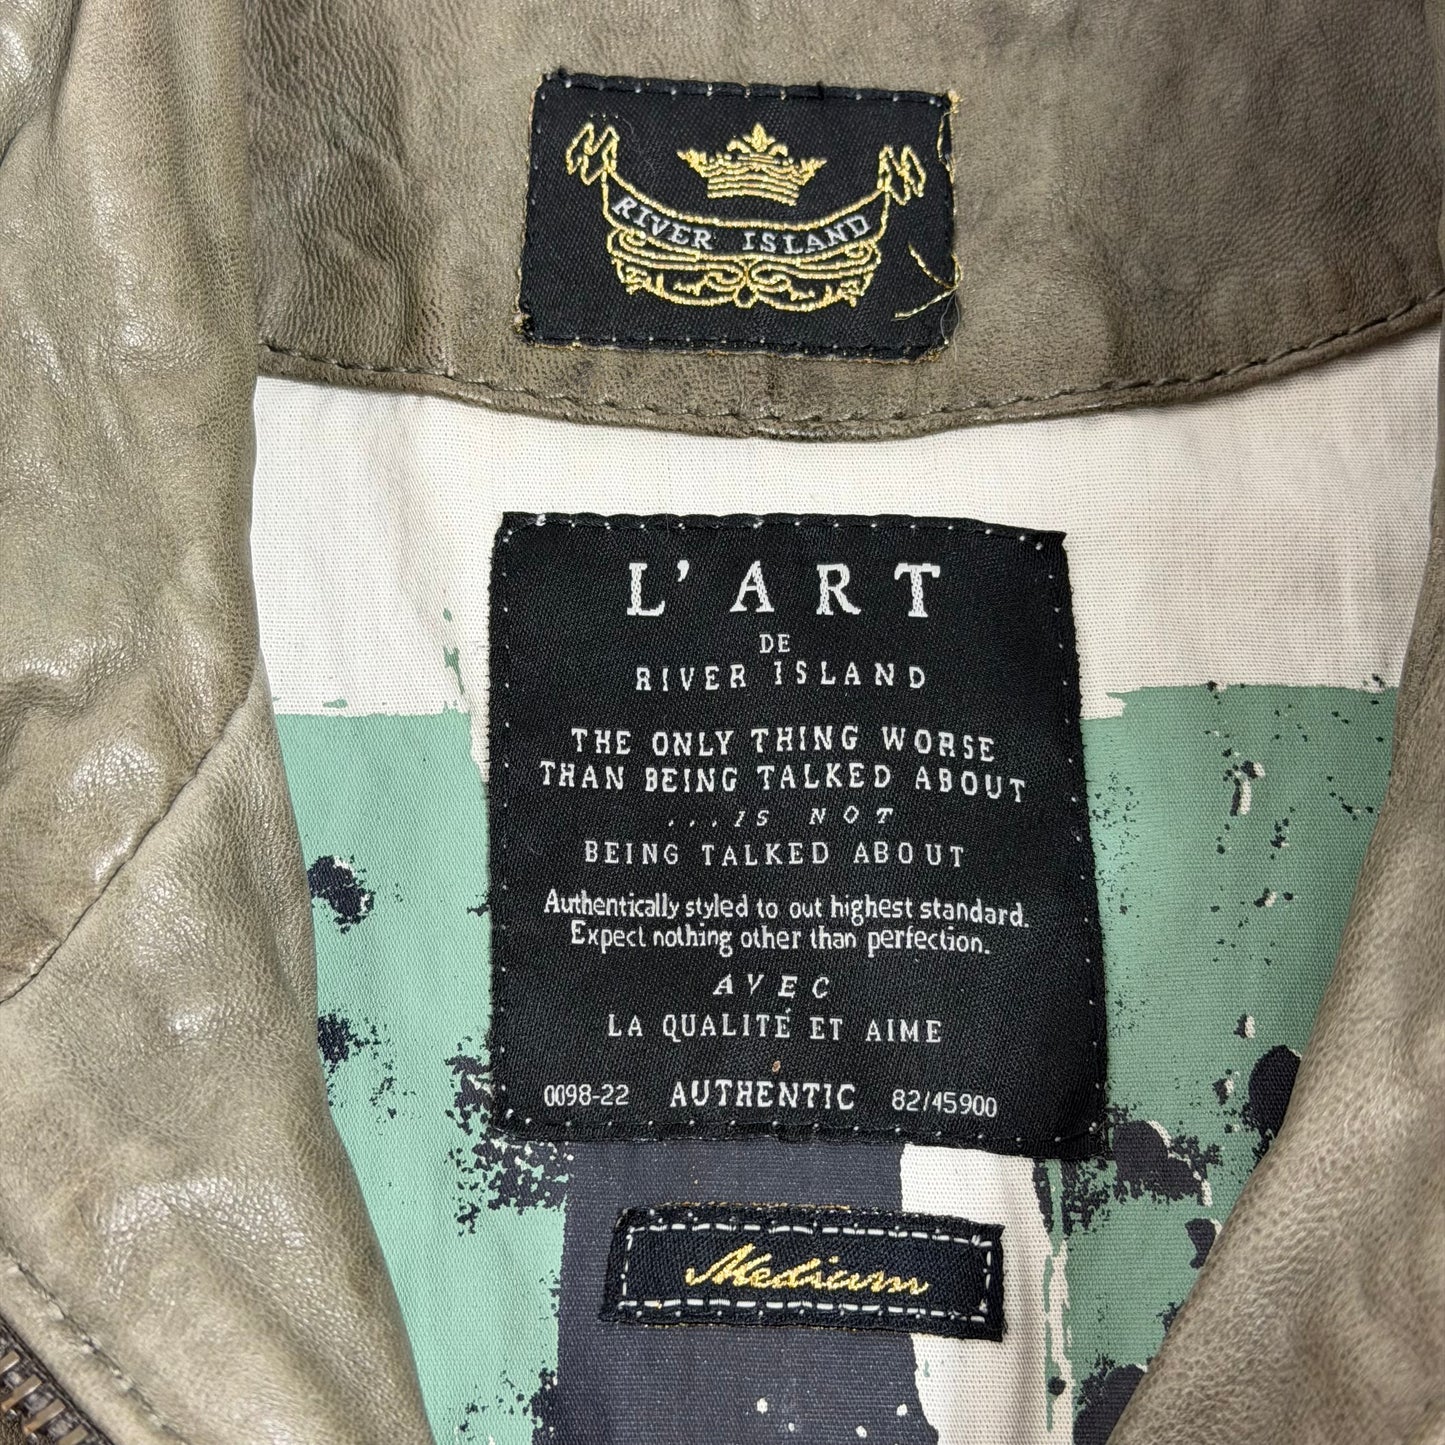 RIVER ISLAND
L'ART
DE
RIVER ISLAND
THE ONLY THING WORSE
THAN BEING TALKED ABOUT
...IS NOT
BEING TALKED ABOUT
Authentically styled to out highest standard.
Expect nothing other than perfection.
AVEC
LA QUALITÉ ET AIME
0098-22 AUTHENTIC 82/45900
Medium